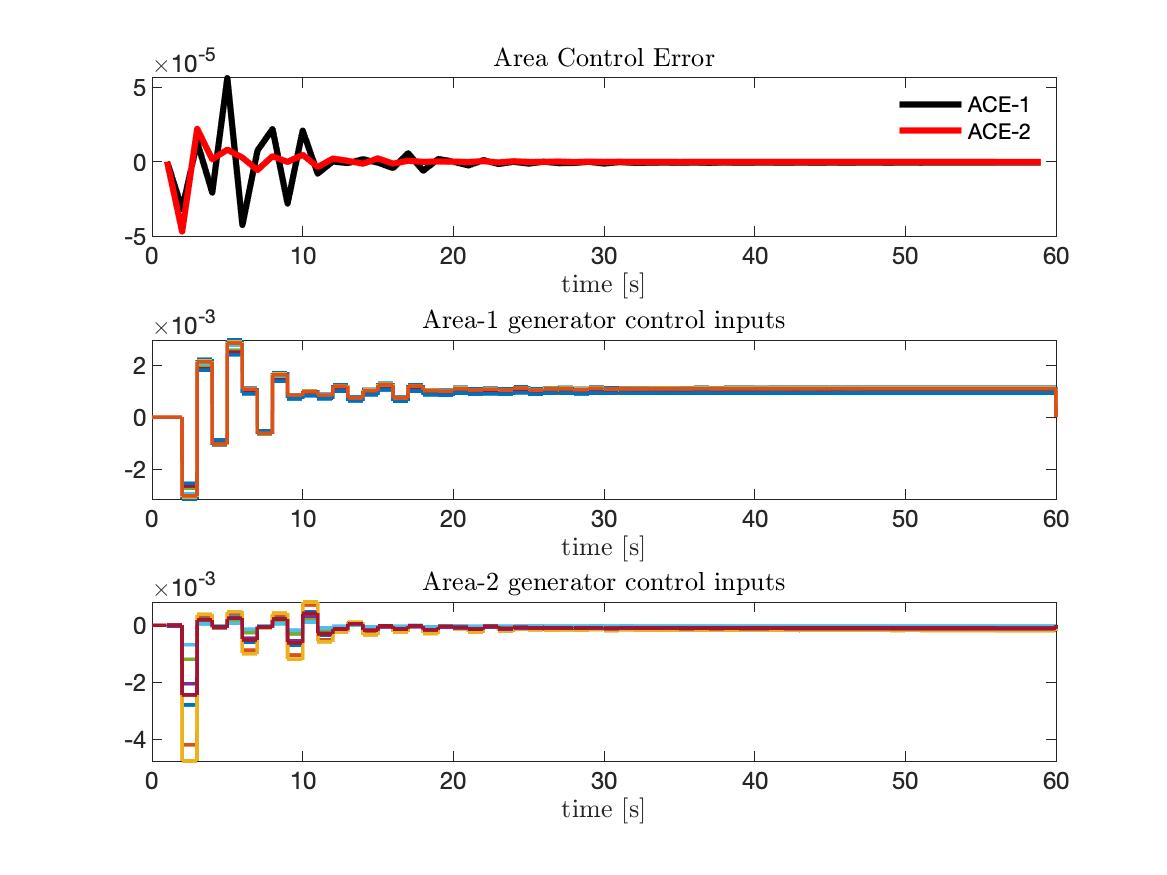 ×10-5
Area Control Error
5
0
-5
ACE-1
ACE-2
0 10 20 30 40 50 60
time [s]
×10-3
Area-1 generator control inputs
2
0
-2
0 10 20 30 40 50 60
time [s]
×10-3
Area-2 generator control inputs
0
-2
-4
0 10 20 30 40 50 60
time [s]